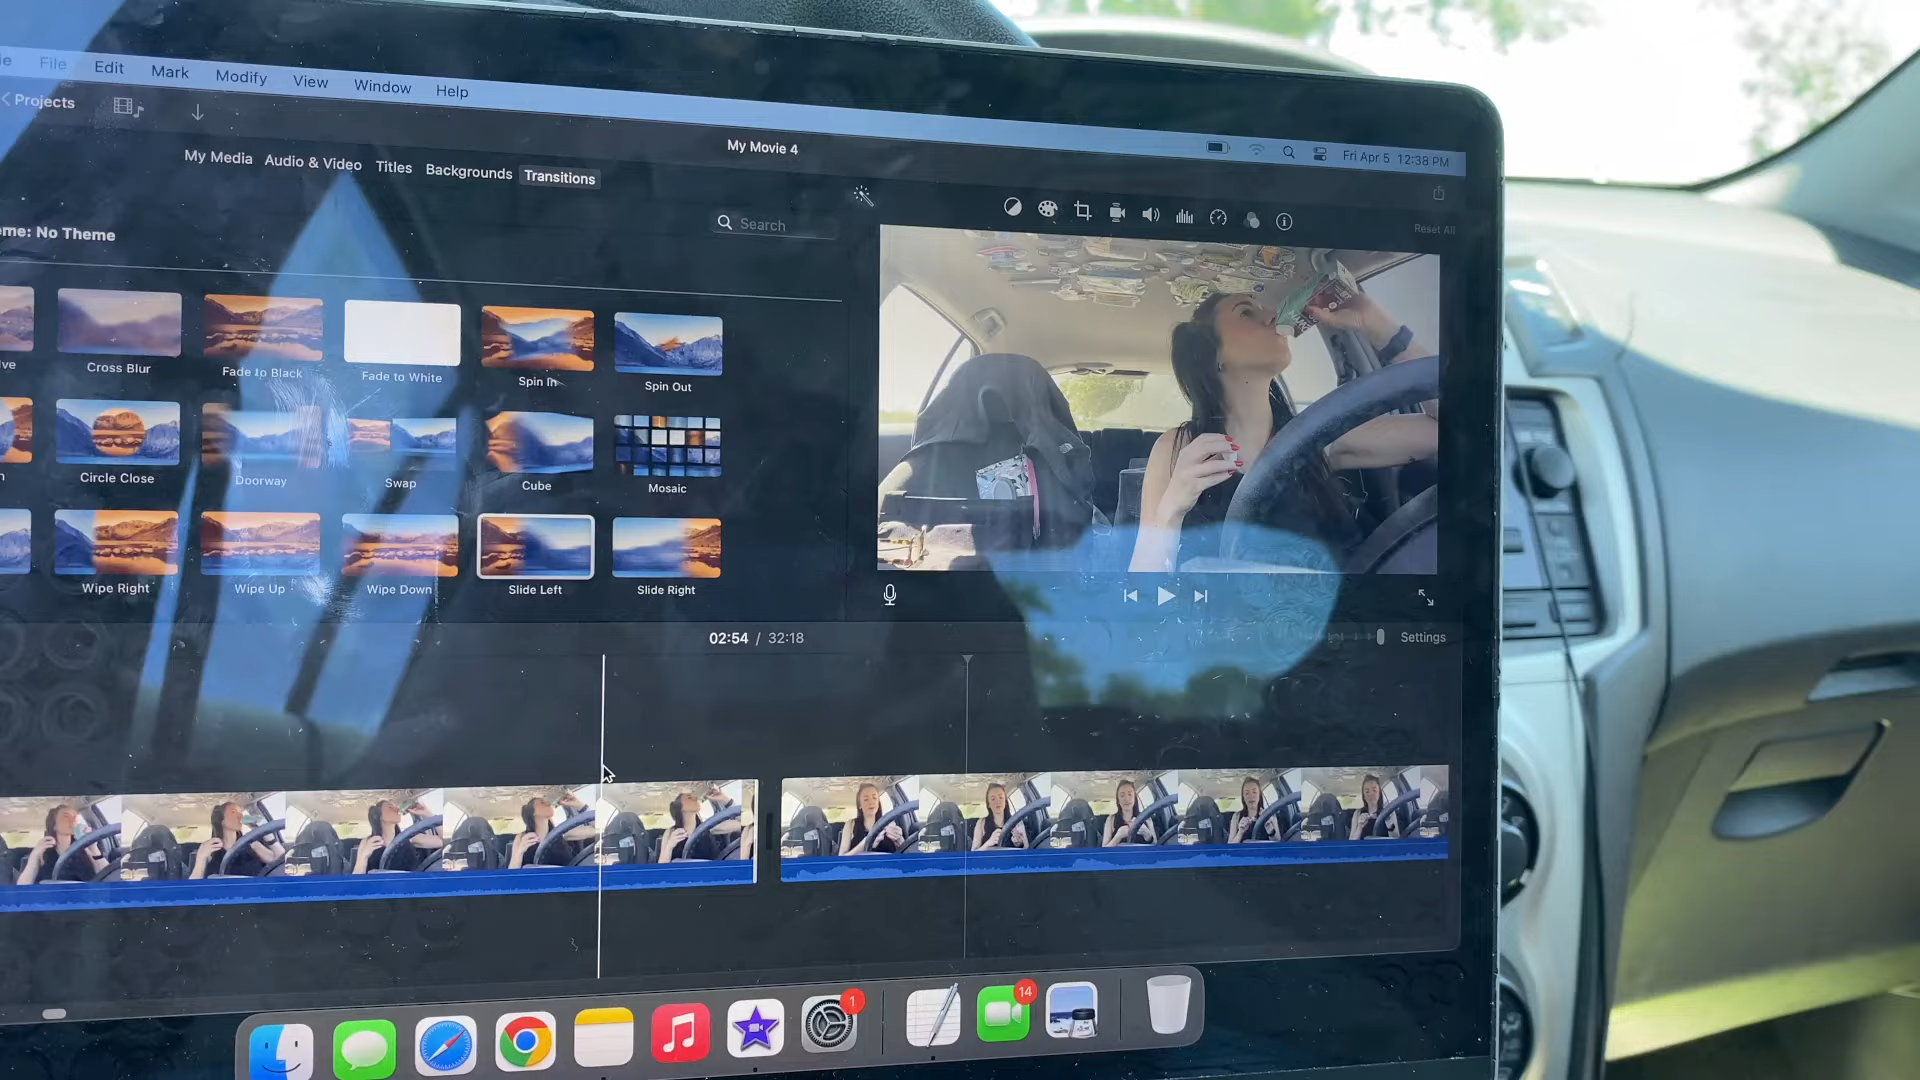 File Edit Mark Modify View Window Help
Fri Apr 5 12:38 PM
Projects
My Movie 4
My Media Audio & Video Titles Backgrounds Transitions
Search
Reset All
No Theme
Cross Blur Fade to Black Fade to White Spin In Spin Out
Circle Close Doorway Swap Cube Mosaic
Wipe Right Wipe Up Wipe Down Slide Left Slide Right
02:54 / 32:18
Settings
1
14